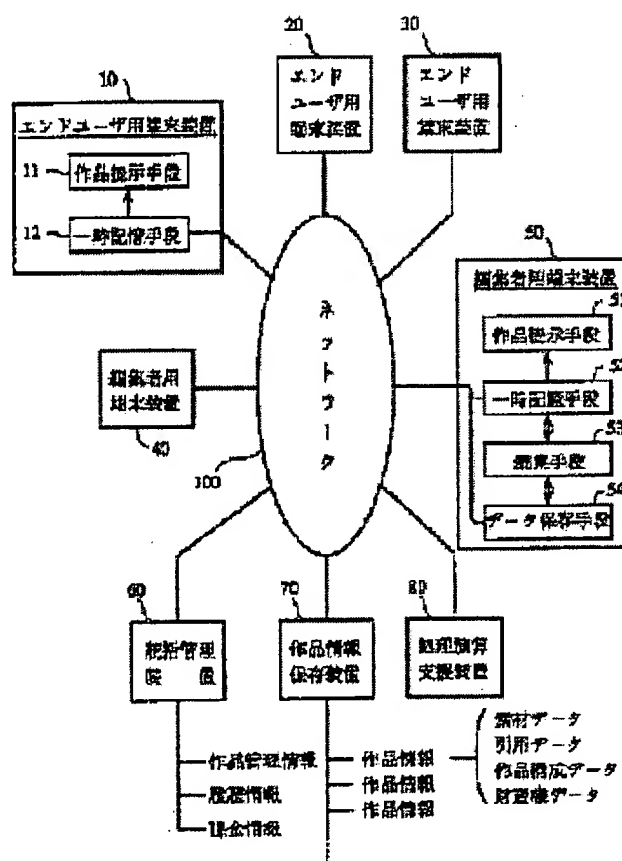 20
30
エンド
ユーザ用
端末装置
エンド
ユーザ用
端末装置
10
エンドユーザ用端末装置
11
作品提示手段
12
一時記憶手段
50
編集者用端末装置
51
作品提示手段
52
一時記憶手段
53
編集手段
54
データ保存手段
ネットワーク
編集者用
端末装置
40
100
60
統括管理
装置
70
作品情報
保存装置
80
処理演算
支援装置
作品管理情報
履歴情報
課金情報
作品情報
作品情報
作品情報
素材データ
引用データ
作品構成データ
財産権データ